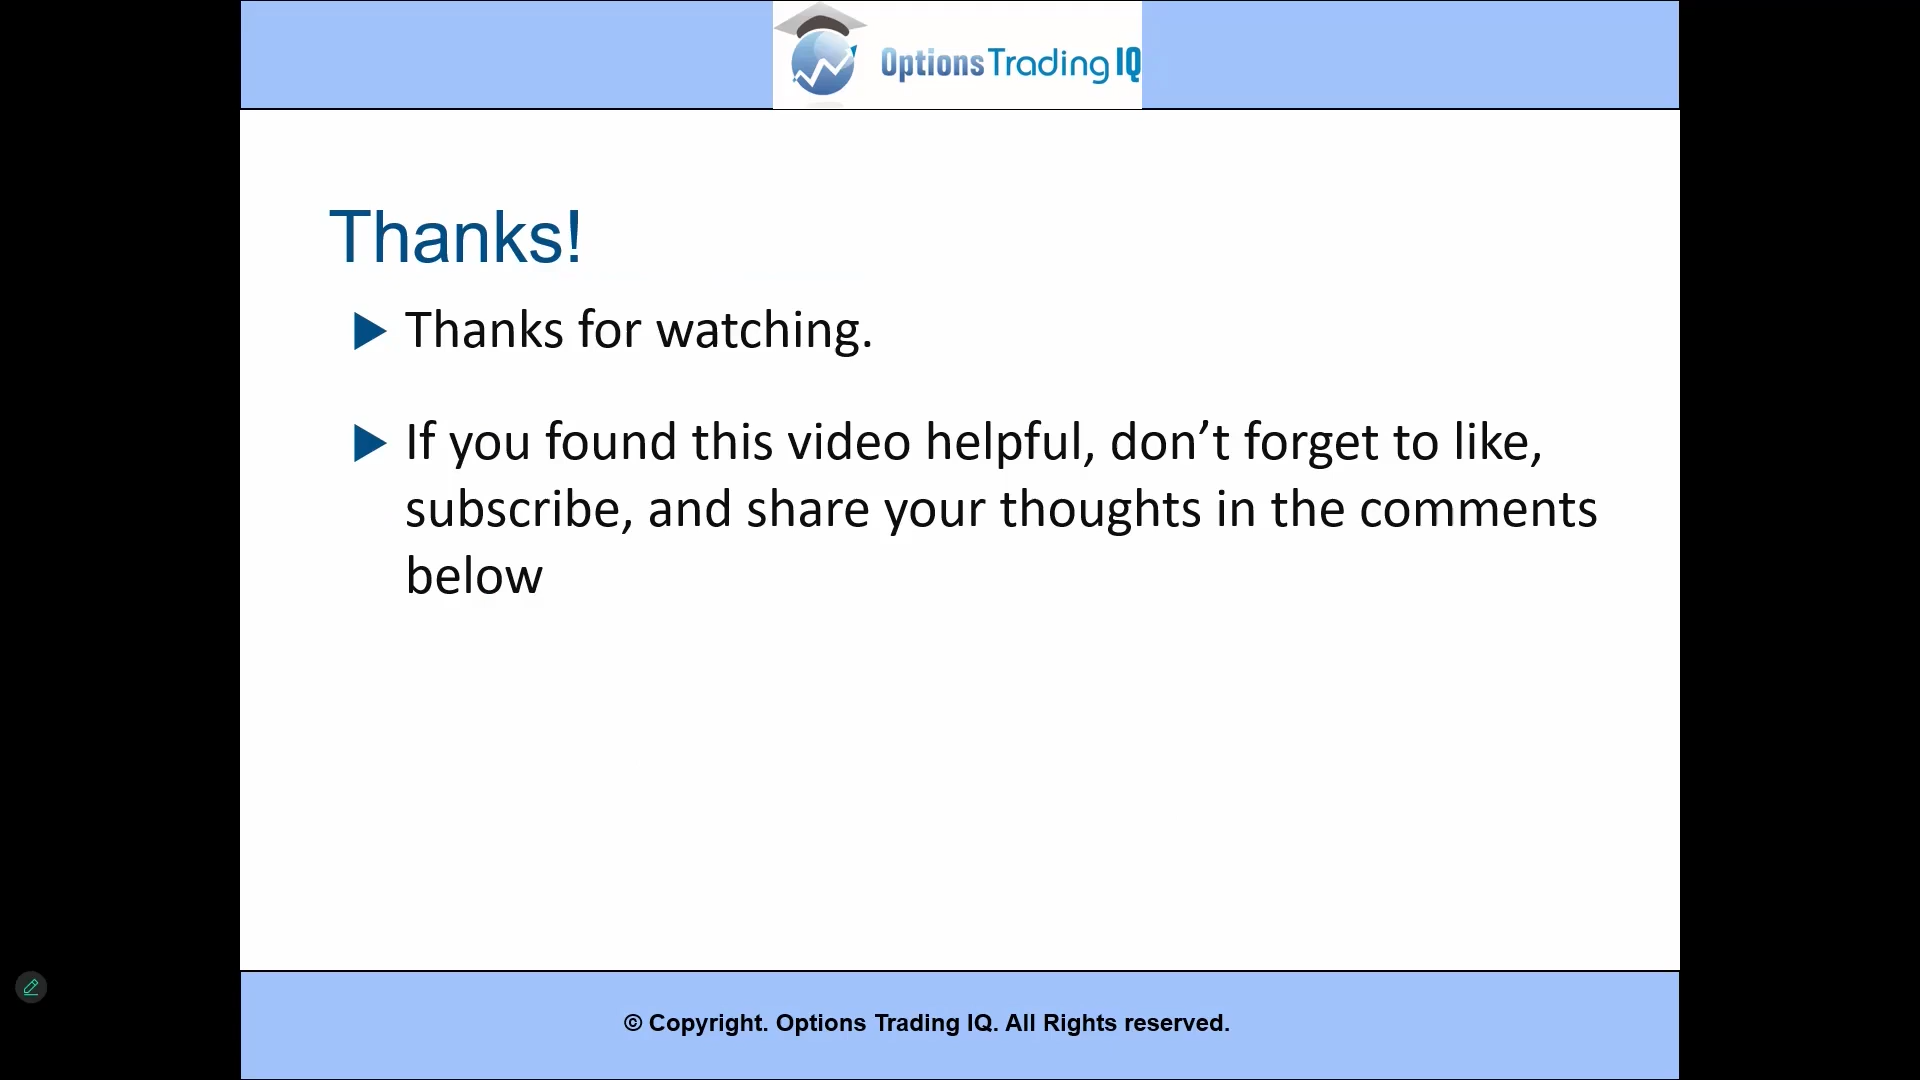 Options Trading IQ
Thanks!
Thanks for watching.
If you found this video helpful, don’t forget to like,
subscribe, and share your thoughts in the comments
below
© Copyright. Options Trading IQ. All Rights reserved.